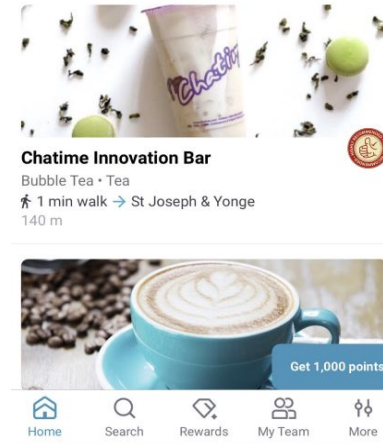 Chatime
Chatime Innovation Bar
Bubble Tea • Tea
1 min walk → St Joseph & Yonge
140 m
Get 1,000 points
Home Search Rewards My Team More